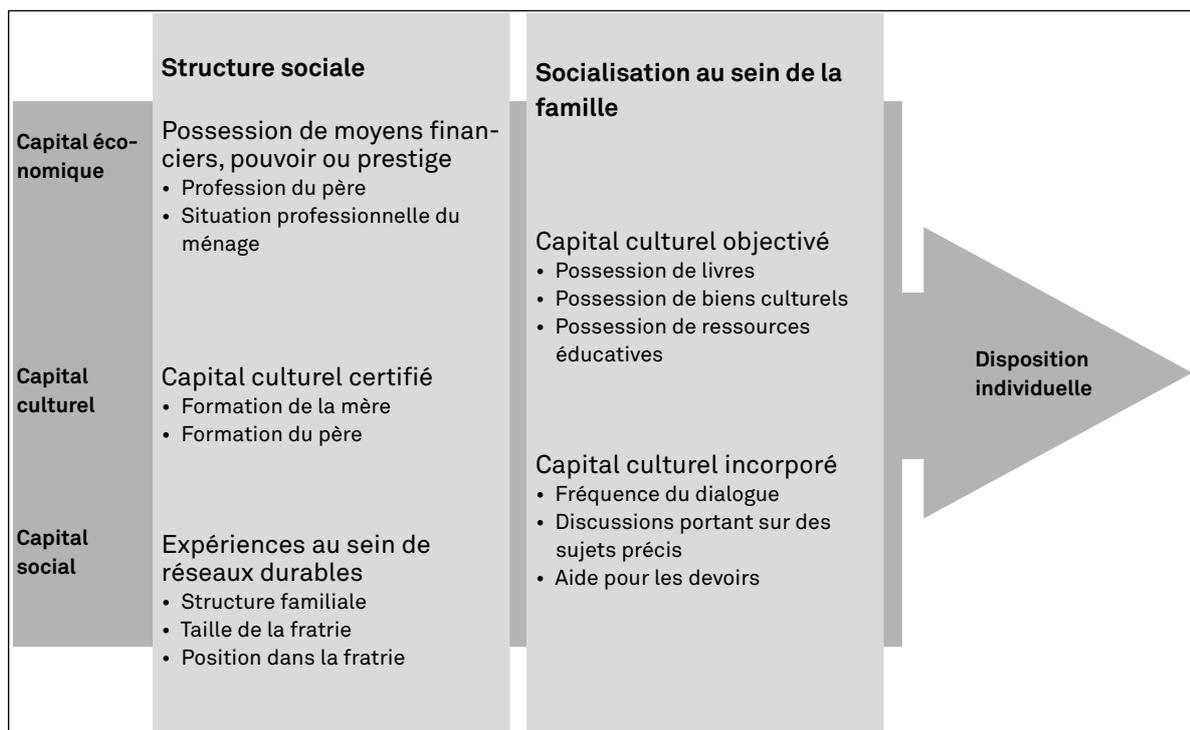 Capital éco-
nomique
Capital
culturel
Capital
social
Structure sociale
Possession de moyens finan-
ciers, pouvoir ou prestige
• Profession du père
• Situation professionnelle du
ménage
Capital culturel certifié
• Formation de la mère
• Formation du père
Expériences au sein de
réseaux durables
• Structure familiale
• Taille de la fratrie
• Position dans la fratrie
Socialisation au sein de la
famille
Capital culturel objectivé
• Possession de livres
• Possession de biens culturels
• Possession de ressources
éducatives
Capital culturel incorporé
• Fréquence du dialogue
• Discussions portant sur des
sujets précis
• Aide pour les devoirs
Disposition
individuelle